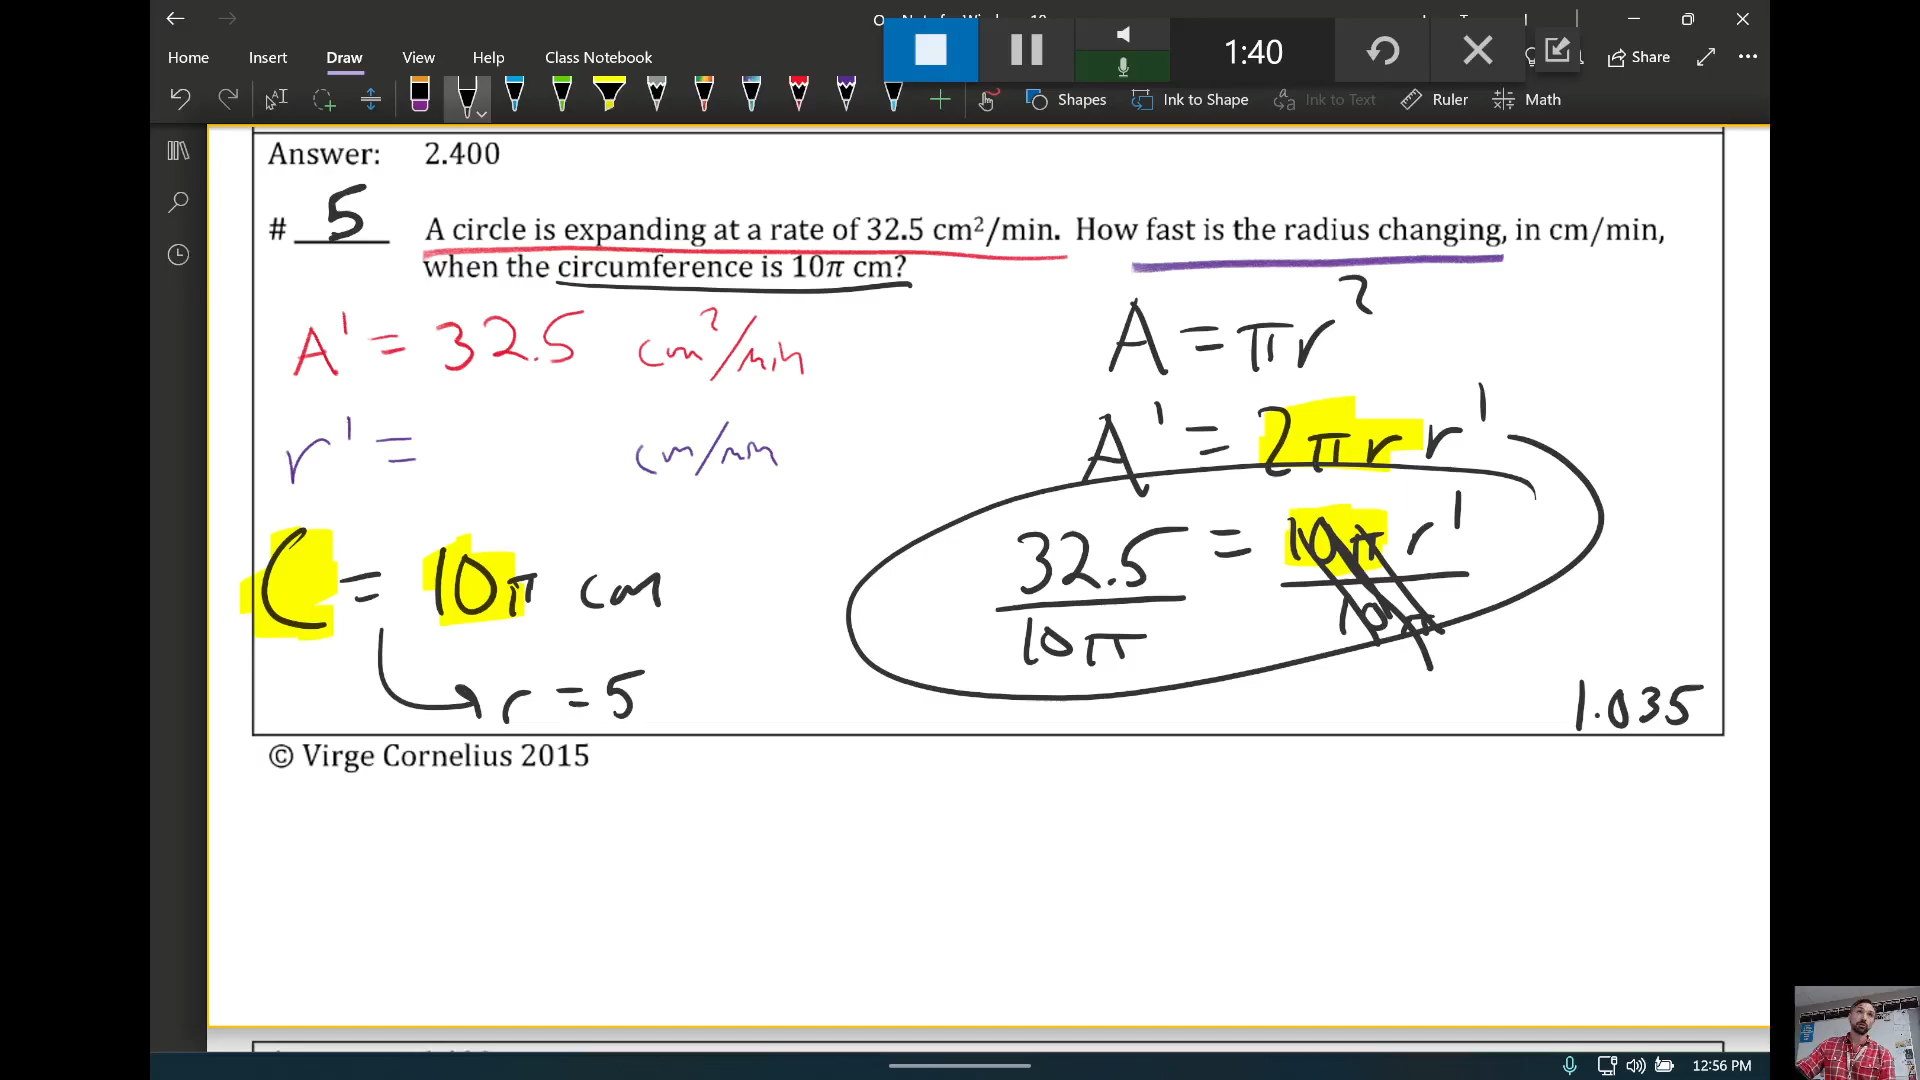 1:40
Home Insert Draw View Help Class Notebook
Share
Shapes Ink to Shape Ink to Text Ruler Math
Answer: 2.400
# 5 A circle is expanding at a rate of 32.5 cm²/min. How fast is the radius changing, in cm/min,
when the circumference is 10π cm?
A' = 32.5 cm²/min
r' = cm/min
C = 10π cm
r = 5
A = πr²
A' = 2πr r'
32.5 = 10π r'
10π 10π
1.035
© Virge Cornelius 2015
12:56 PM